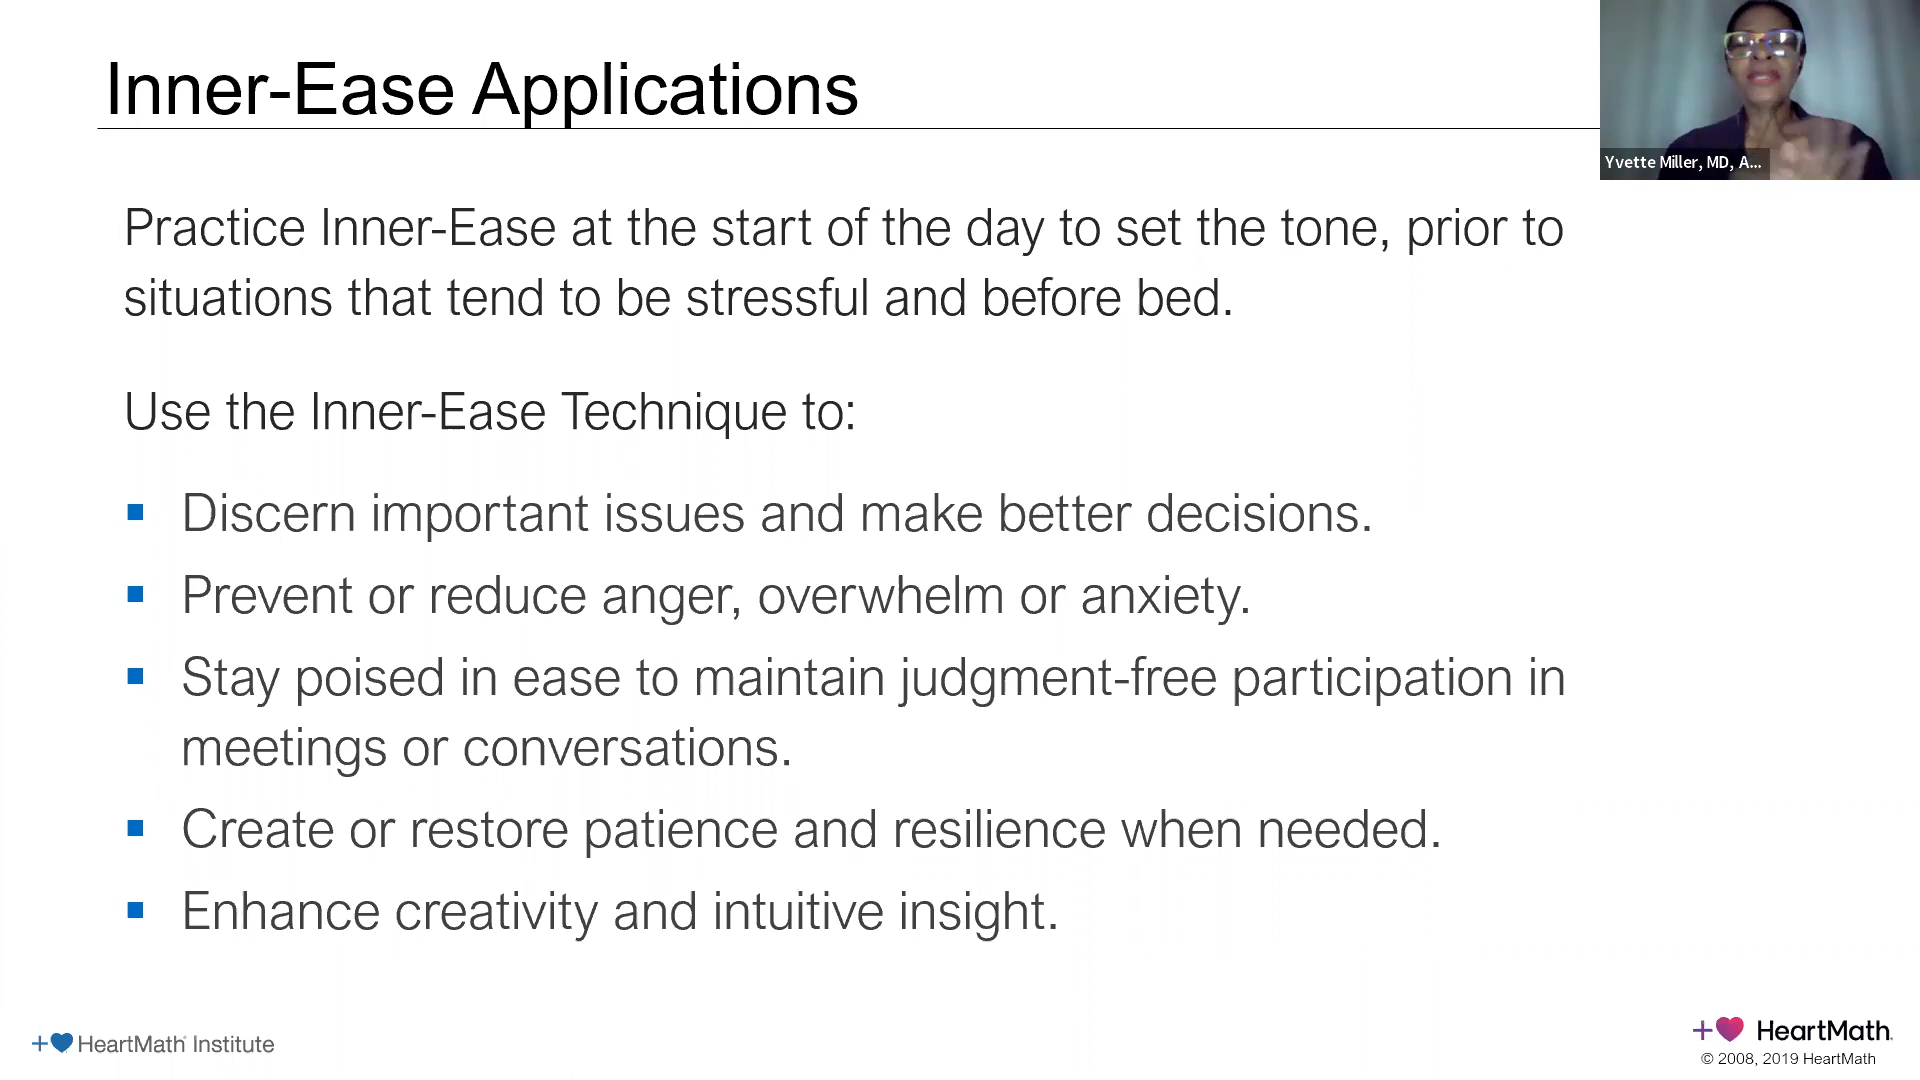 Inner-Ease Applications
Yvette Miller, MD, A...
Practice Inner-Ease at the start of the day to set the tone, prior to
situations that tend to be stressful and before bed.
Use the Inner-Ease Technique to:
▪ Discern important issues and make better decisions.
▪ Prevent or reduce anger, overwhelm or anxiety.
▪ Stay poised in ease to maintain judgment-free participation in
meetings or conversations.
▪ Create or restore patience and resilience when needed.
▪ Enhance creativity and intuitive insight.
HeartMath Institute
HeartMath
© 2008, 2019 HeartMath